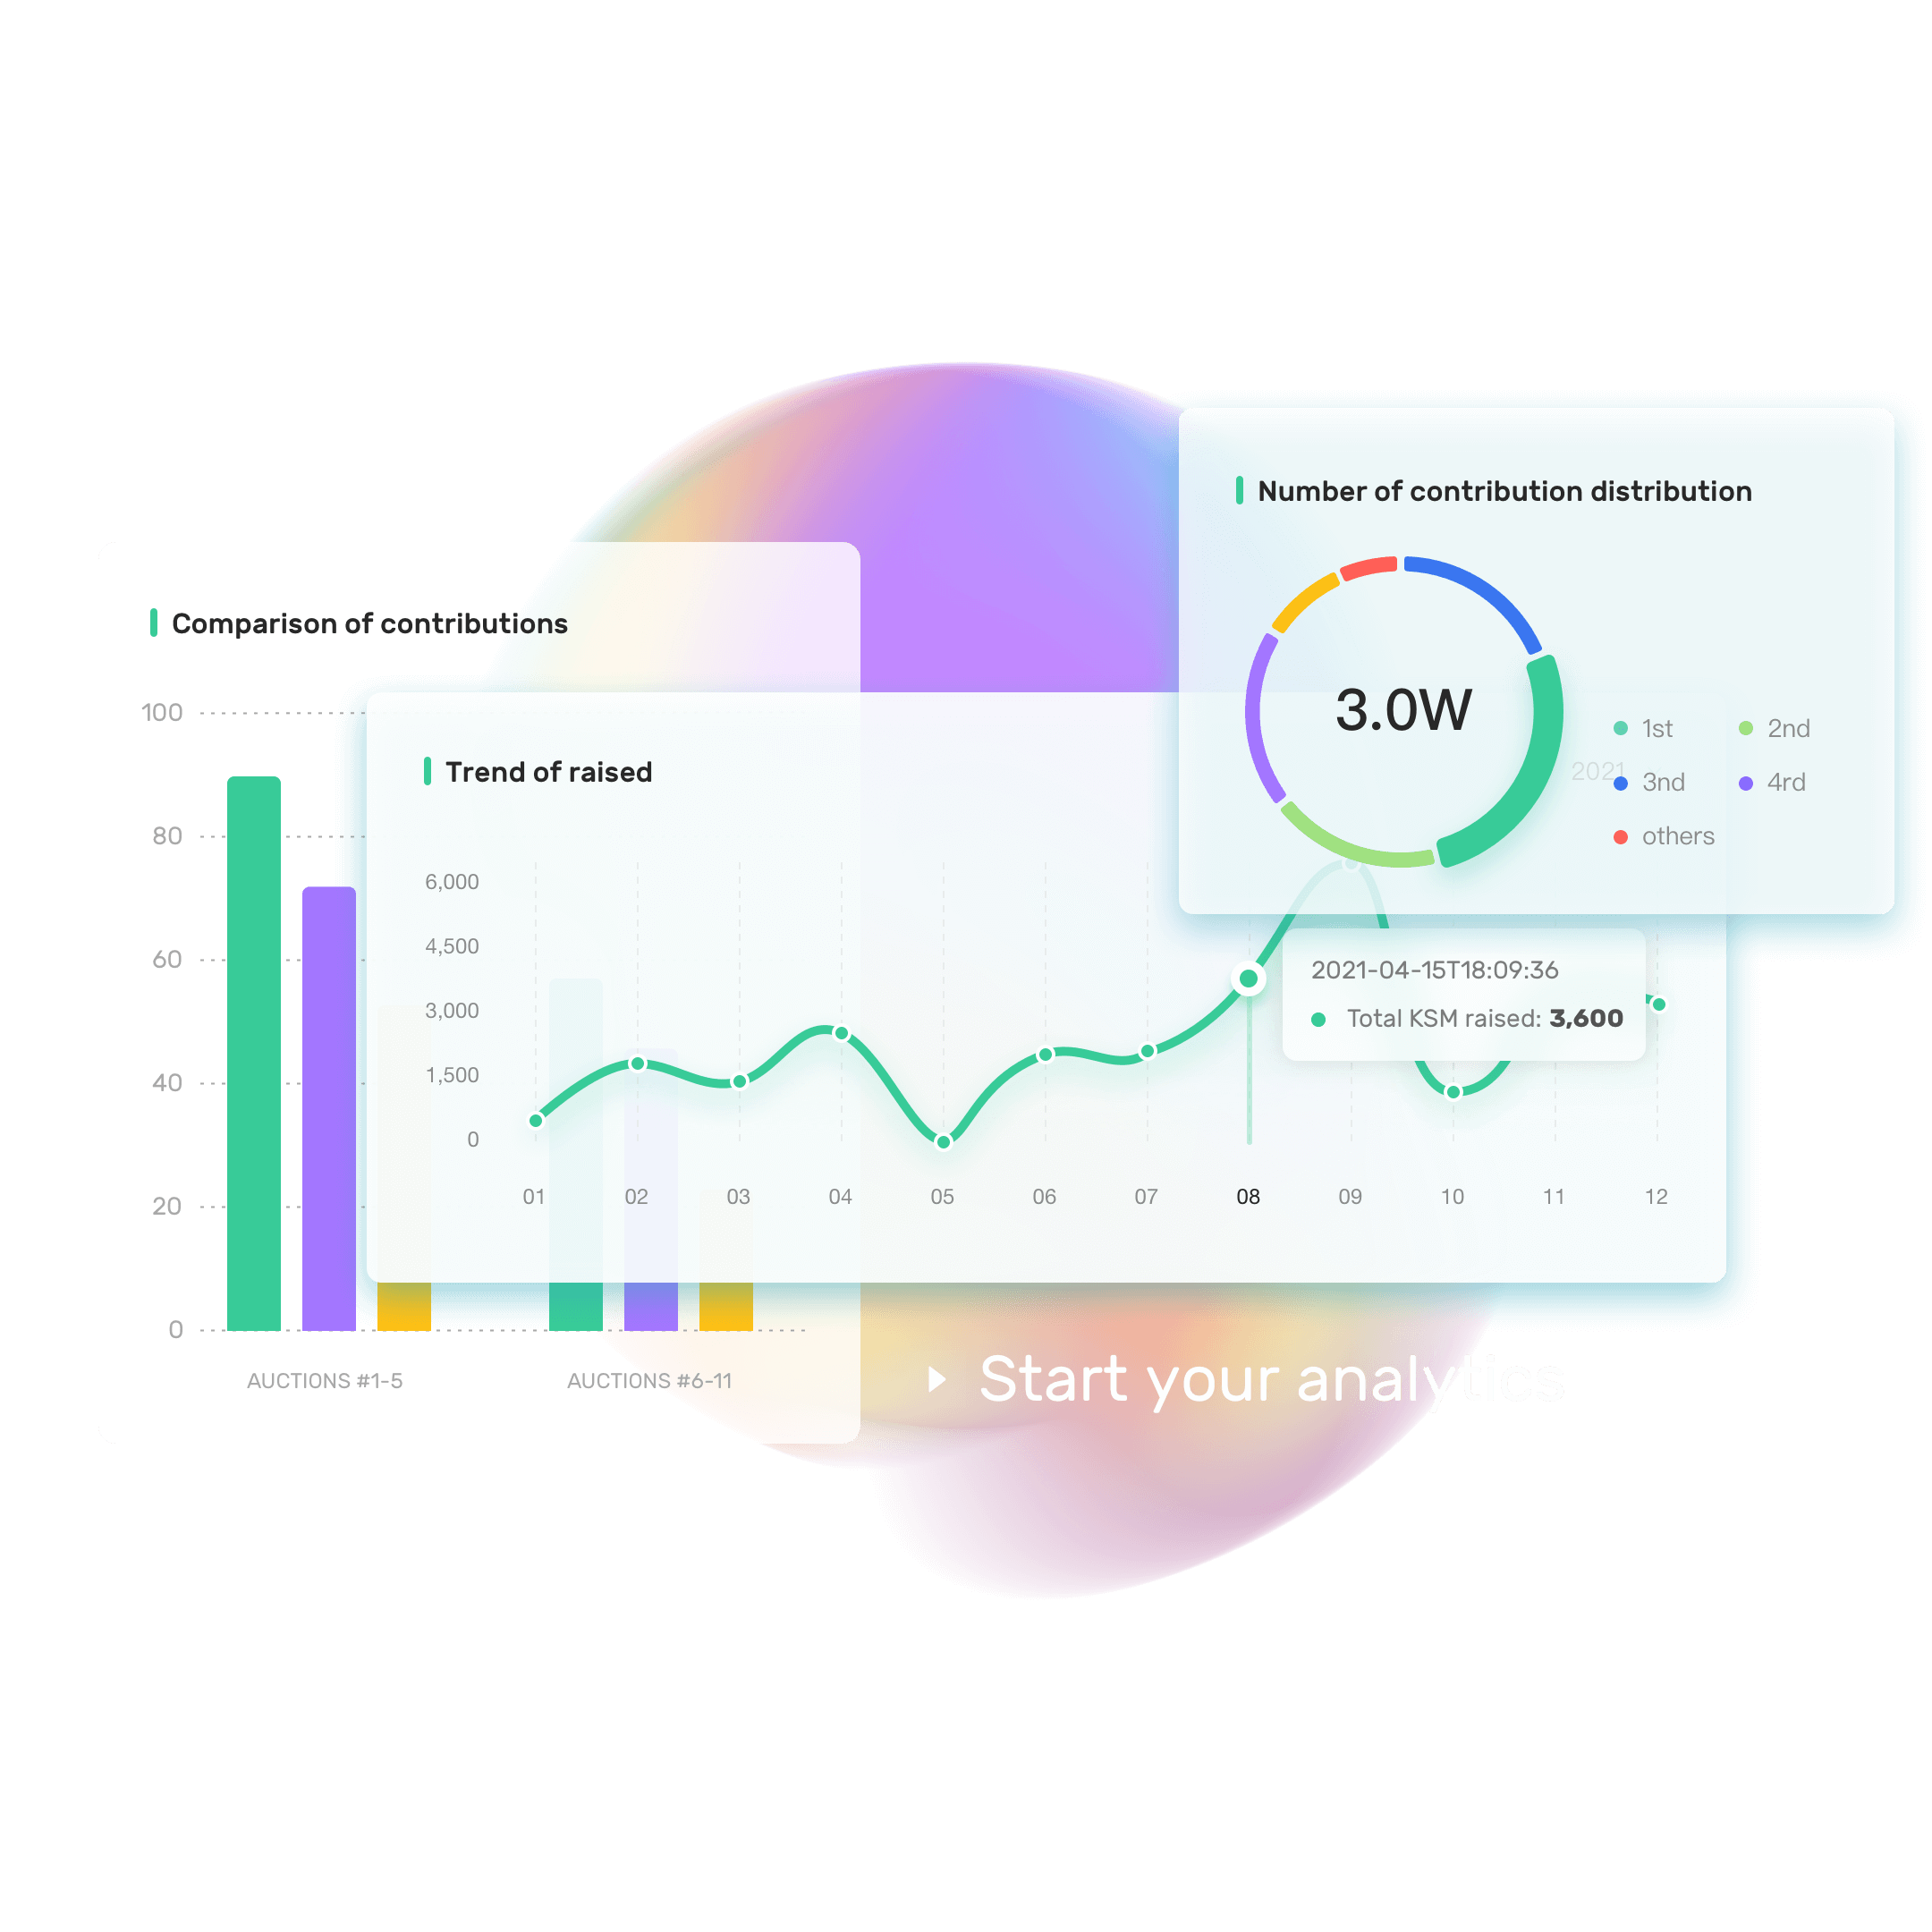 Number of contribution distribution
3.0W
1st
2nd
2021
3nd
4rd
others
Comparison of contributions
100
80
60
40
20
0
AUCTIONS #1-5
AUCTIONS #6-11
Trend of raised
6,000
4,500
3,000
1,500
0
01 02 03 04 05 06 07 08 09 10 11 12
2021-04-15T18:09:36
Total KSM raised: 3,600
Start your analytics